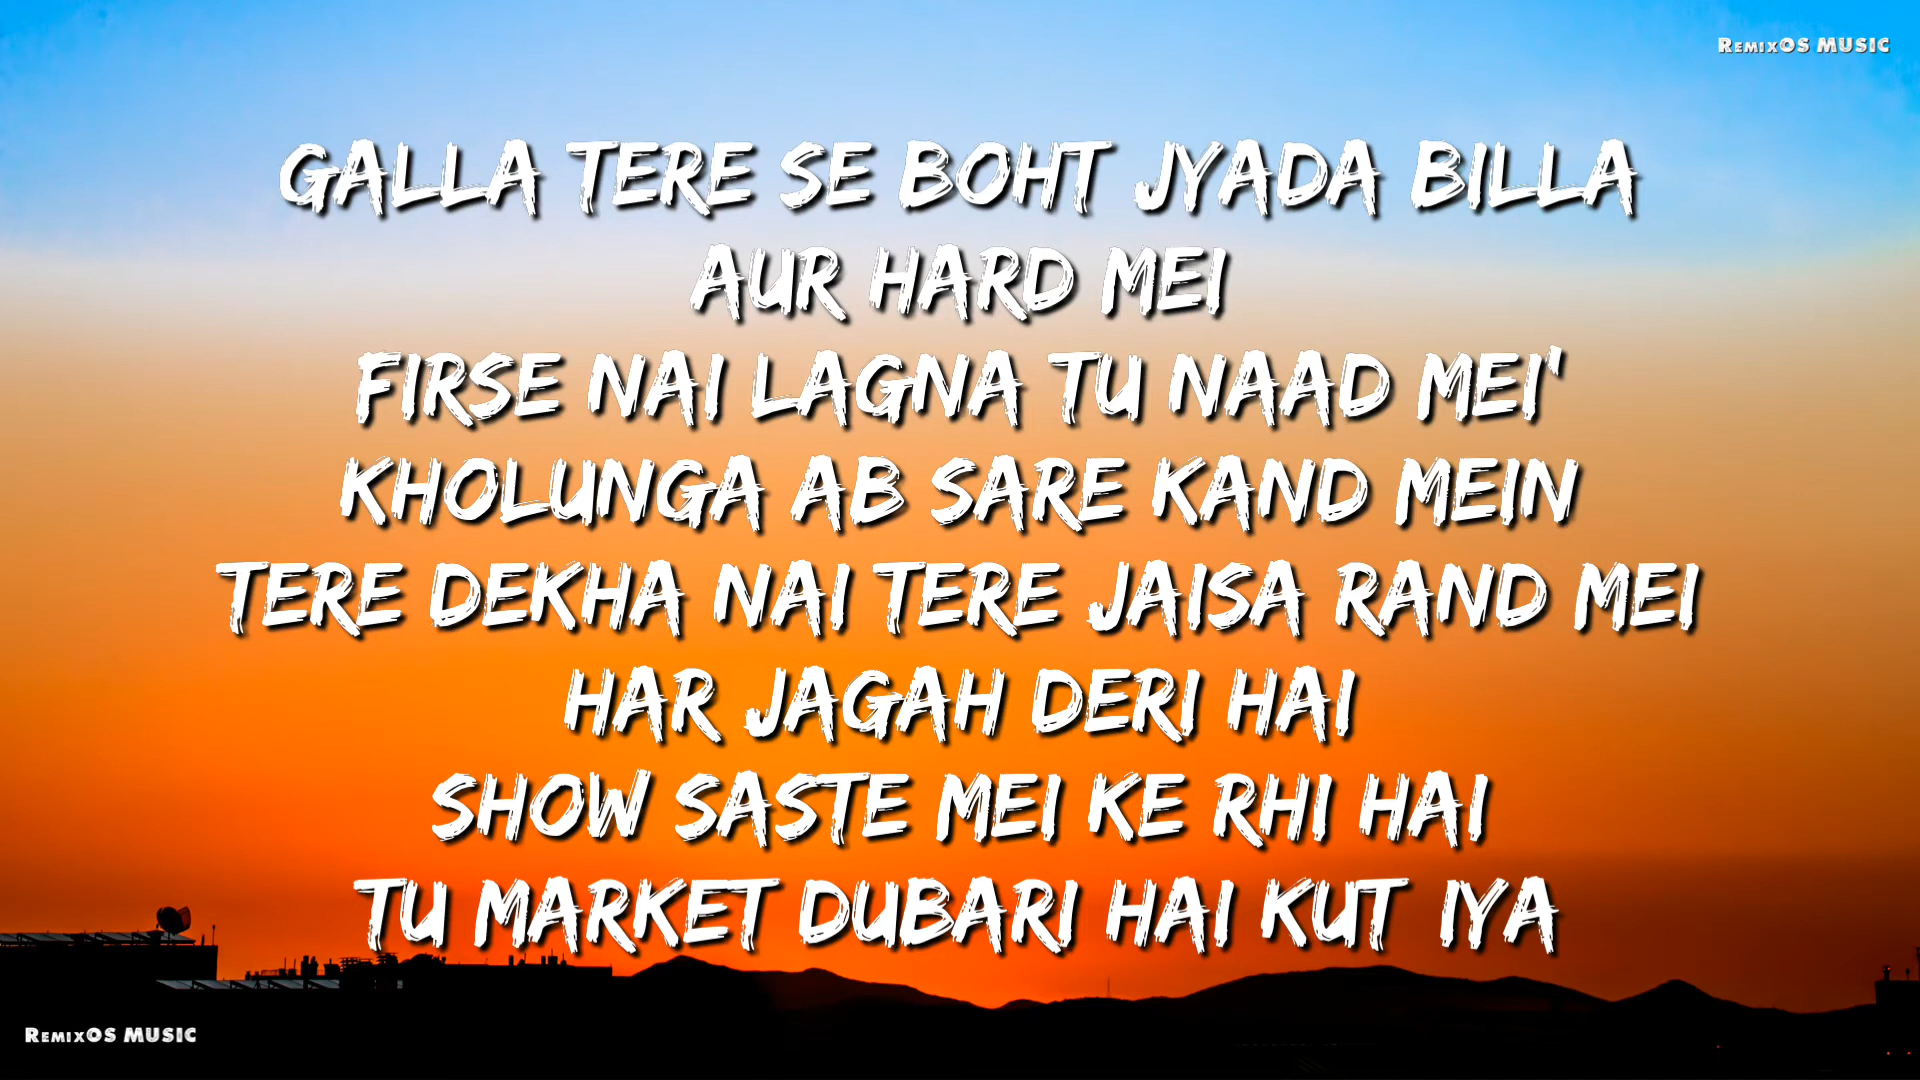 RemixOS MUSIC
GALLA TERE SE BOHT JYADA BILLA
AUR HARD MEI
FIRSE NAI LAGNA TU NAAD MEI'
KHOLUNGA AB SARE KAND MEIN
TERE DEKHA NAI TERE JAISA RAND MEI
HAR JAGAH DERI HAI
SHOW SASTE MEI KE RHI HAI
TU MARKET DUBARI HAI KUT IYA
RemixOS MUSIC